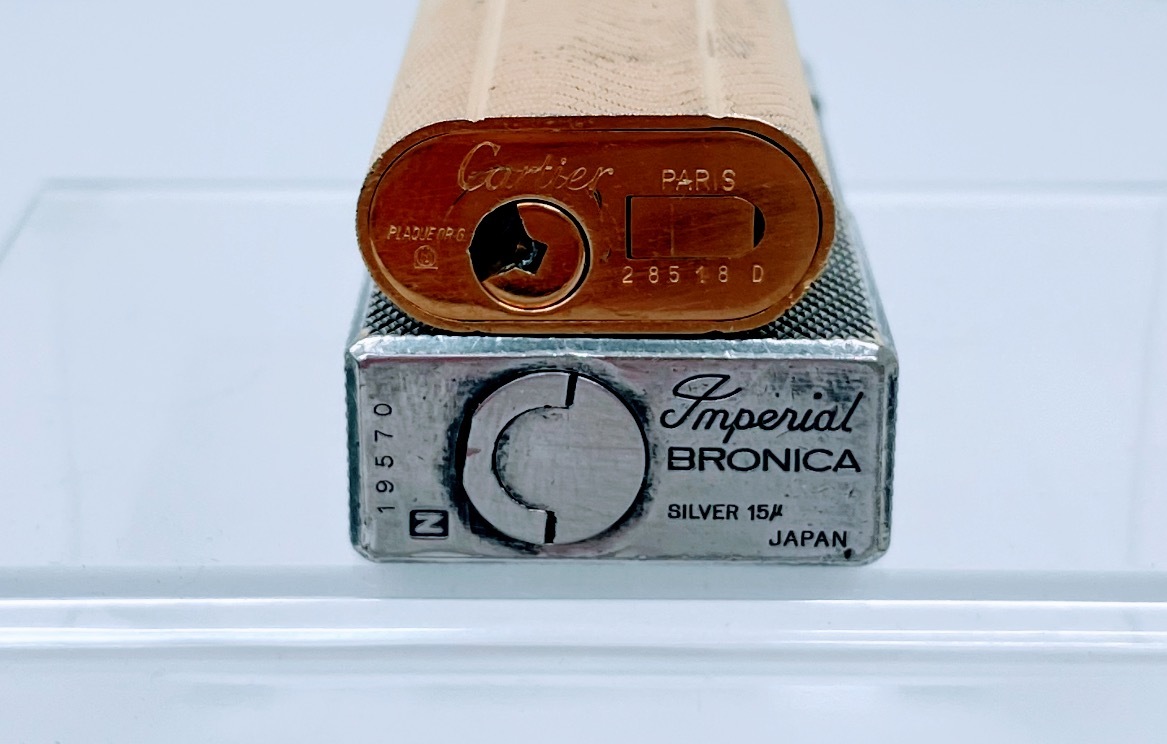 Cartier
PARIS
PLAQUE OR G
28518 D
Imperial
BRONICA
SILVER 15µ
JAPAN
19570
N